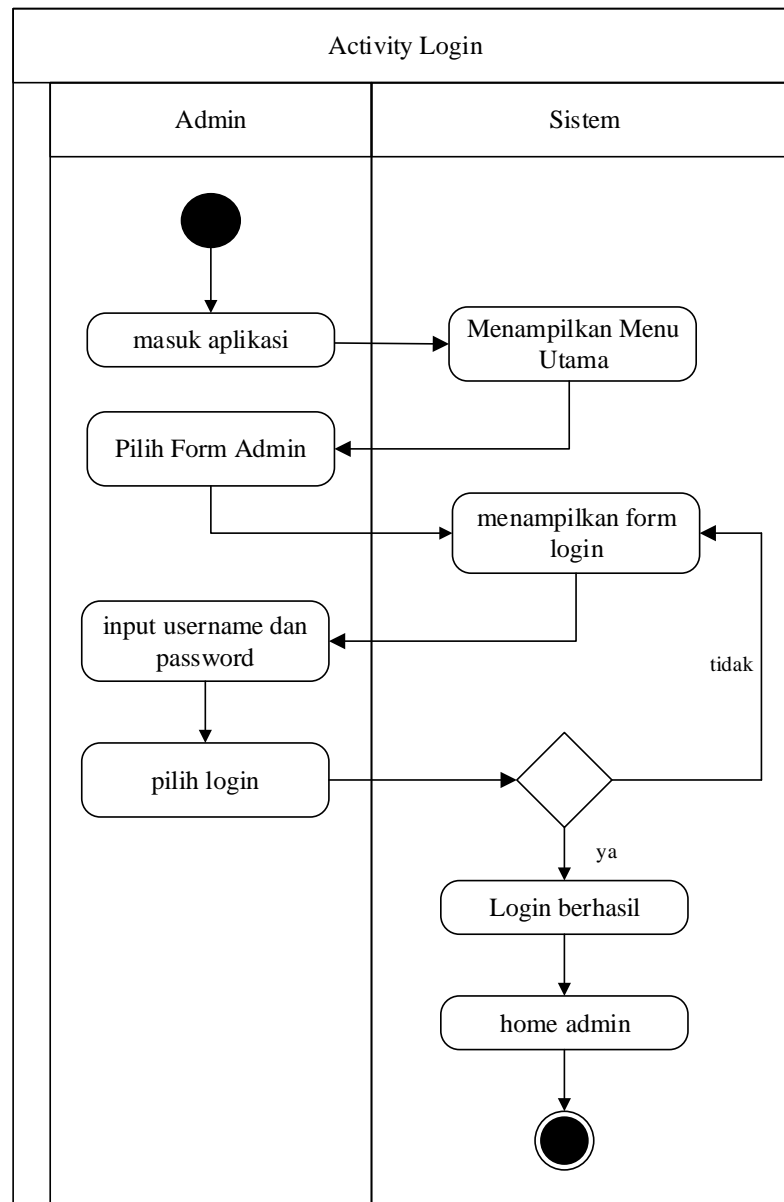 Activity Login
Admin
Sistem
masuk aplikasi
Menampilkan Menu
Utama
Pilih Form Admin
menampilkan form
login
input username dan
password
tidak
pilih login
ya
Login berhasil
home admin